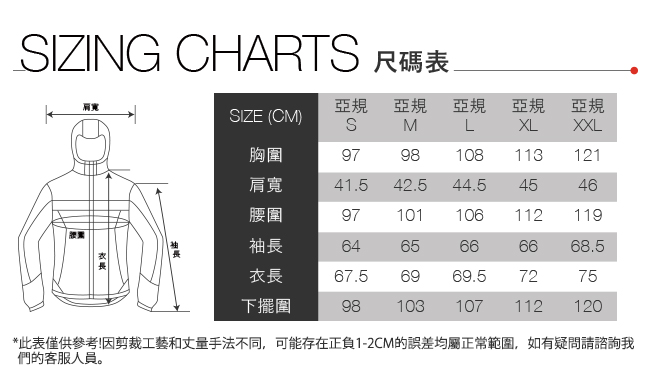 SIZING CHARTS 尺碼表
肩寬
腰圍
衣長
袖長
SIZE (CM) 亞規 S 亞規 M 亞規 L 亞規 XL 亞規 XXL
胸圍 97 98 108 113 121
肩寬 41.5 42.5 44.5 45 46
腰圍 97 101 106 112 119
袖長 64 65 66 66 68.5
衣長 67.5 69 69.5 72 75
下擺圍 98 103 107 112 120
*此表僅供參考!因剪裁工藝和丈量手法不同，可能存在正負1-2CM的誤差均屬正常範圍，如有疑問請諮詢我
們的客服人員。